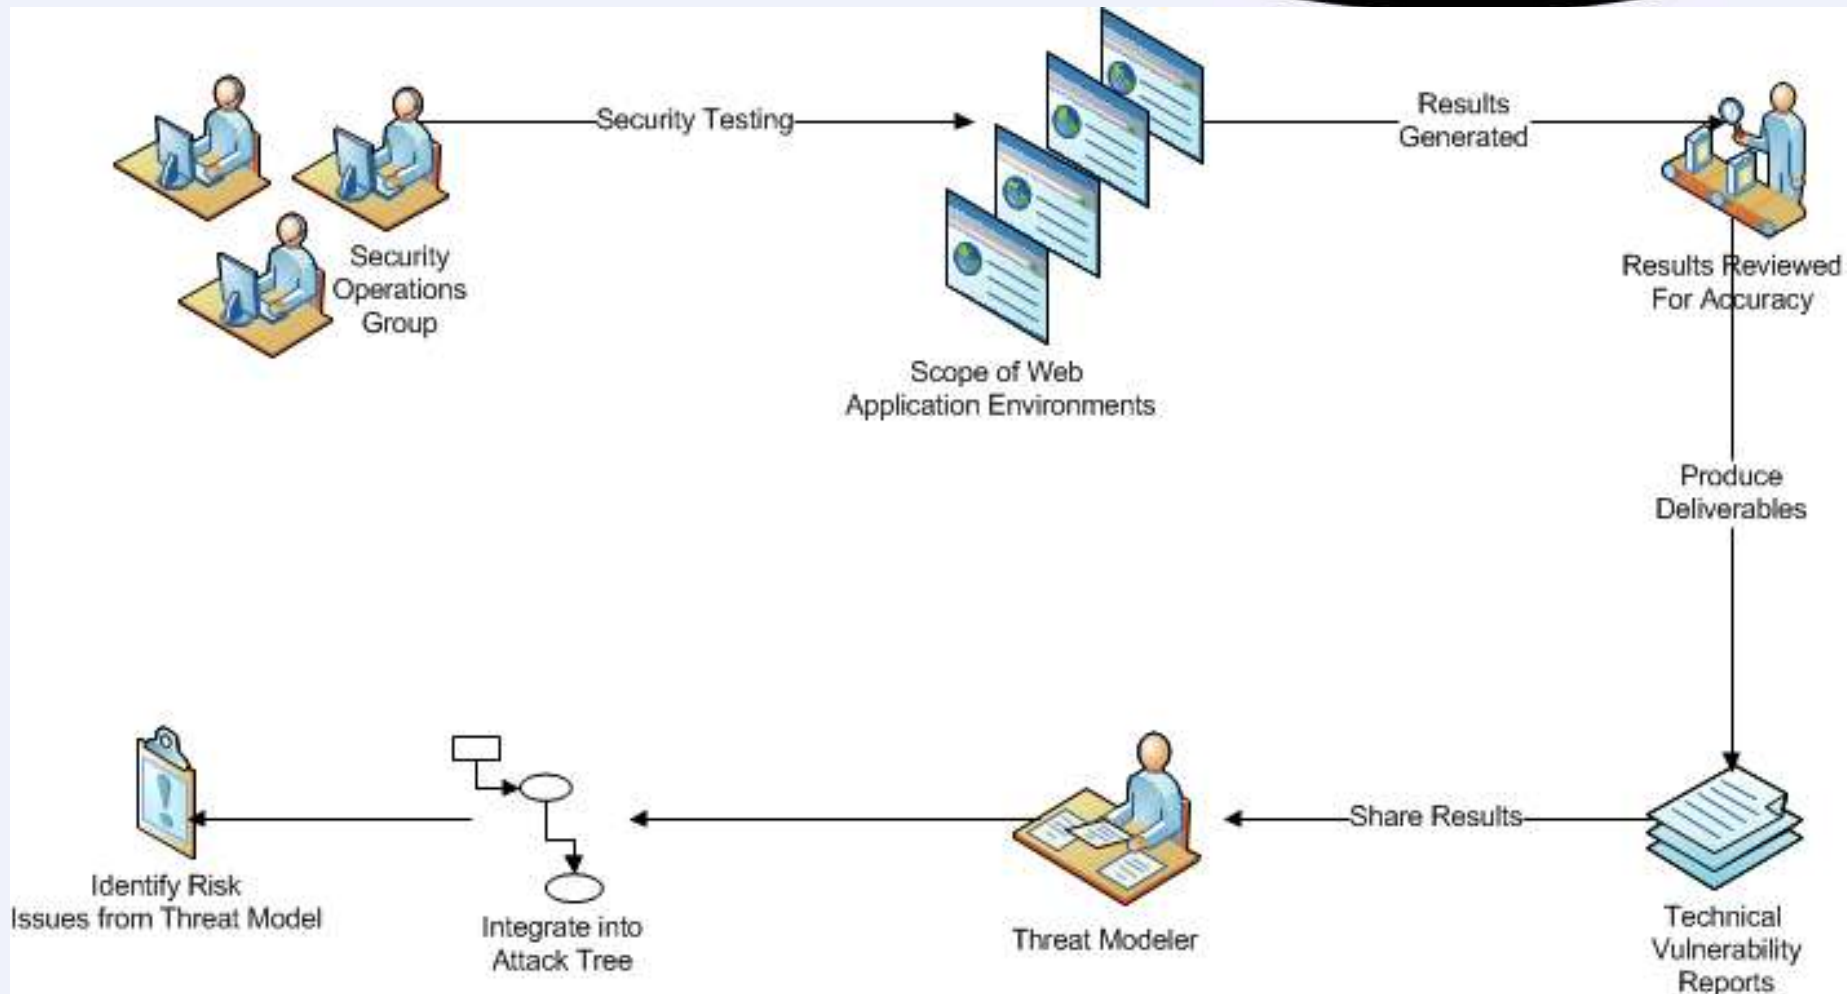 Security Testing
Results
Generated
Security
Operations
Group
Results Reviewed
For Accuracy
Scope of Web
Application Environments
Produce
Deliverables
Share Results
Identify Risk
Issues from Threat Model
Integrate into
Attack Tree
Threat Modeler
Technical
Vulnerability
Reports